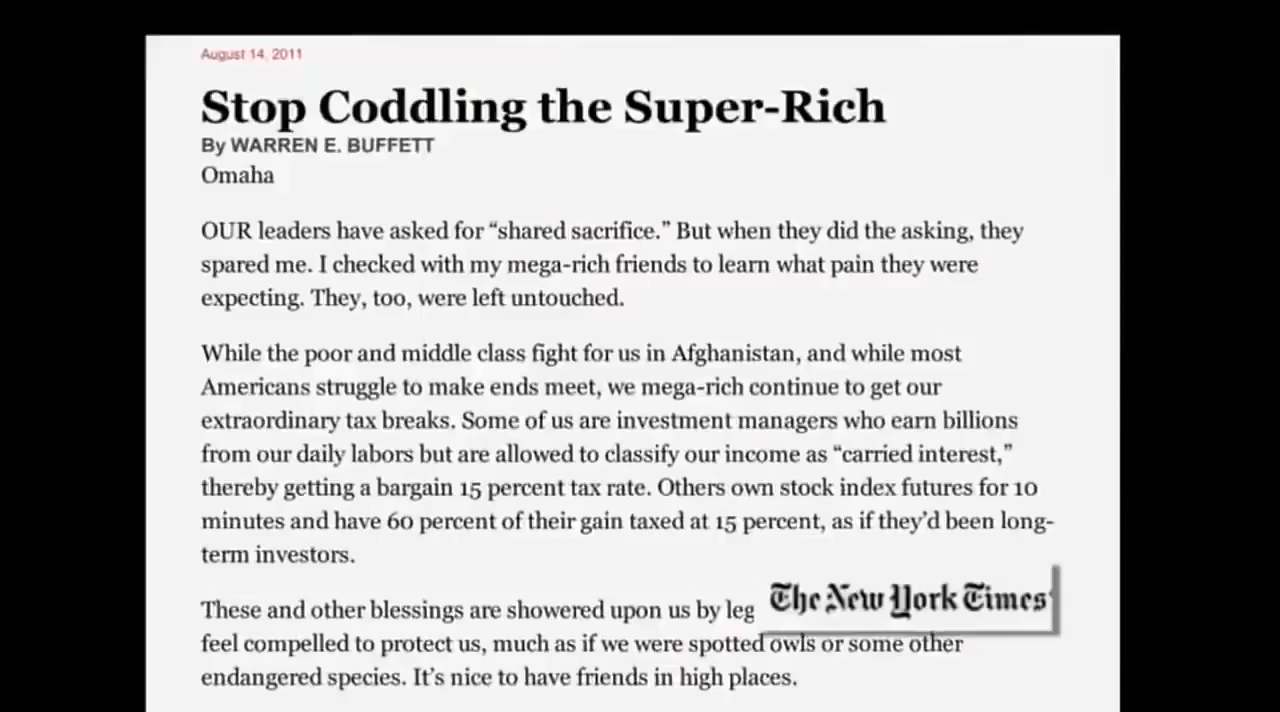 August 14, 2011
Stop Coddling the Super-Rich
By WARREN E. BUFFETT
Omaha
OUR leaders have asked for “shared sacrifice.” But when they did the asking, they
spared me. I checked with my mega-rich friends to learn what pain they were
expecting. They, too, were left untouched.
While the poor and middle class fight for us in Afghanistan, and while most
Americans struggle to make ends meet, we mega-rich continue to get our
extraordinary tax breaks. Some of us are investment managers who earn billions
from our daily labors but are allowed to classify our income as “carried interest,”
thereby getting a bargain 15 percent tax rate. Others own stock index futures for 10
minutes and have 60 percent of their gain taxed at 15 percent, as if they’d been long-
term investors.
These and other blessings are showered upon us by leg
The New York Times
feel compelled to protect us, much as if we were spotted owls or some other
endangered species. It’s nice to have friends in high places.